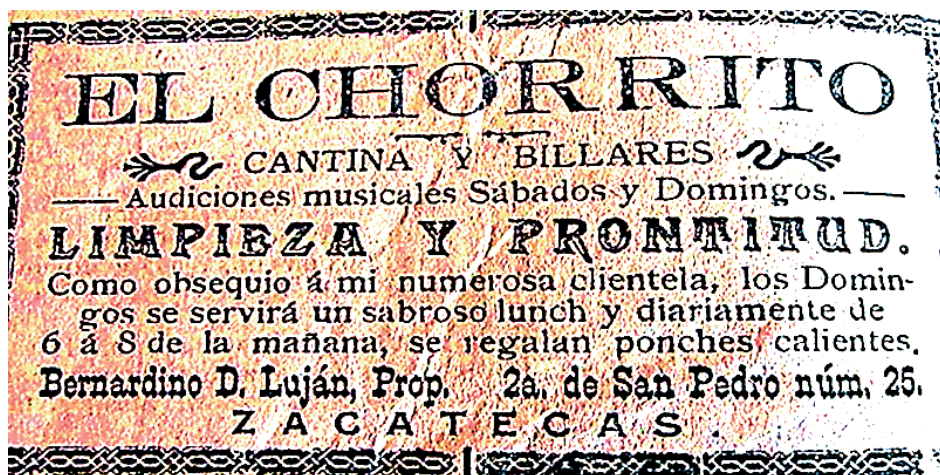 EL CHORRITO
CANTINA Y BILLARES
Audiciones musicales Sábados y Domingos.
LIMPIEZA Y PRONTITUD.
Como obsequio á mi numerosa clientela, los Domin-
gos se servirá un sabroso lunch y diariamente de
6 á 8 de la mañana, se regalan ponches calientes.
Bernardino D. Luján, Prop. 2a. de San Pedro núm. 25.
ZACATECAS.